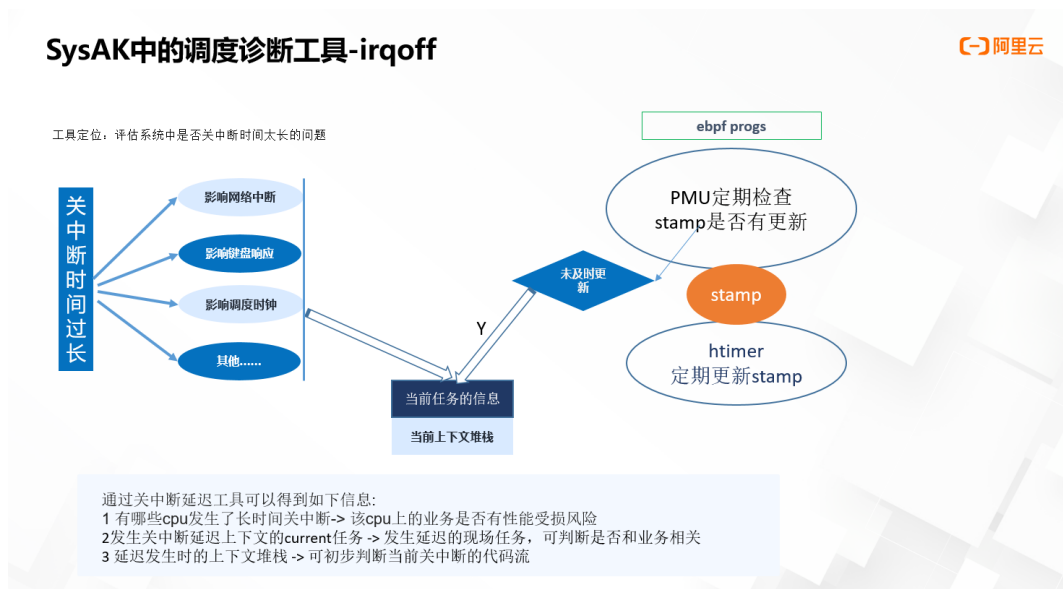 SysAK中的调度诊断工具-irqoff
阿里云
工具定位：评估系统中是否关中断时间太长的问题
关中断时间过长
影响网络中断
影响键盘响应
影响调度时钟
其他……
ebpf progs
PMU定期检查
stamp是否有更新
未及时更
新
stamp
Y
htimer
定期更新stamp
当前任务的信息
当前上下文堆栈
通过关中断延迟工具可以得到如下信息:
1 有哪些cpu发生了长时间关中断-> 该cpu上的业务是否有性能受损风险
2发生关中断延迟上下文的current任务 -> 发生延迟的现场任务，可判断是否和业务相关
3 延迟发生时的上下文堆栈 -> 可初步判断当前关中断的代码流